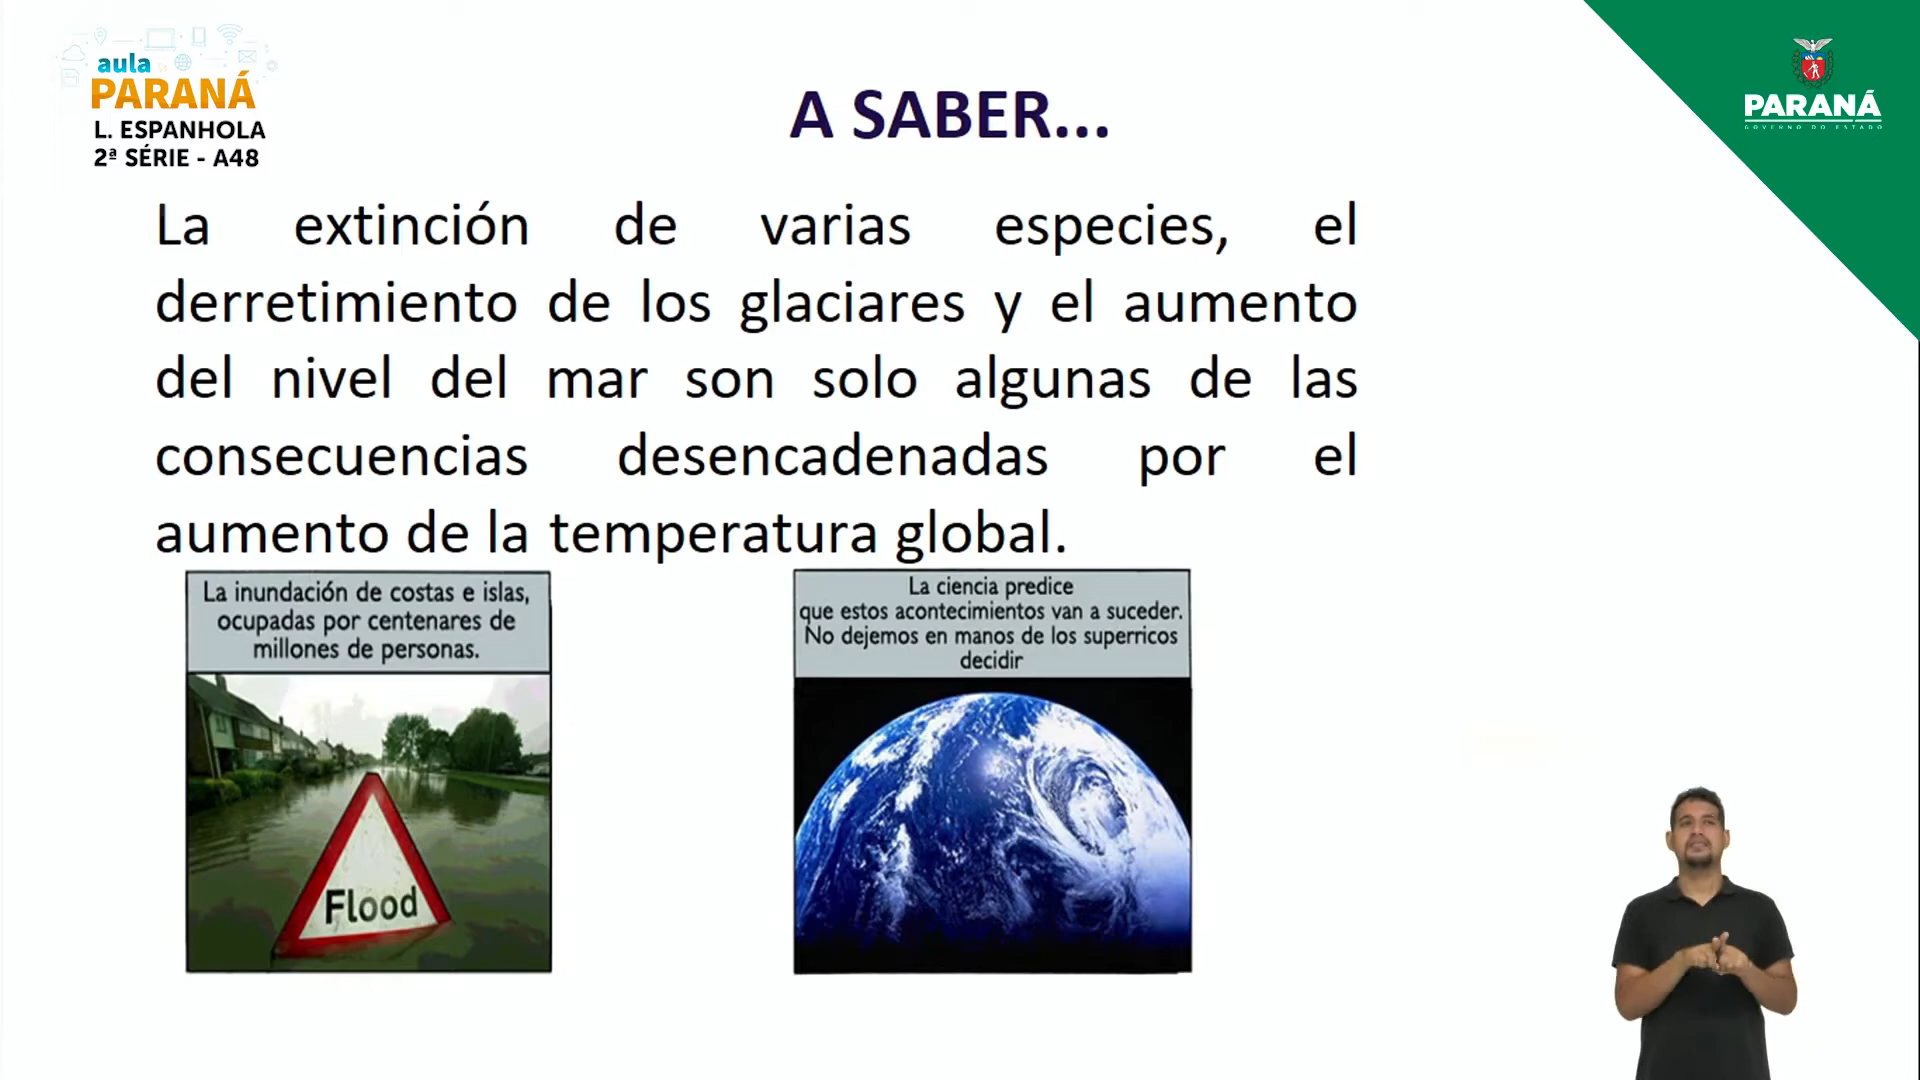 aula
PARANÁ
L. ESPANHOLA
2ª SÉRIE - A48
A SABER...
PARANÁ
GOVERNO DO ESTADO
La extinción de varias especies, el
derretimiento de los glaciares y el aumento
del nivel del mar son solo algunas de las
consecuencias desencadenadas por el
aumento de la temperatura global.
La inundación de costas e islas,
ocupadas por centenares de
millones de personas.
Flood
La ciencia predice
que estos acontecimientos van a suceder.
No dejemos en manos de los superricos
decidir